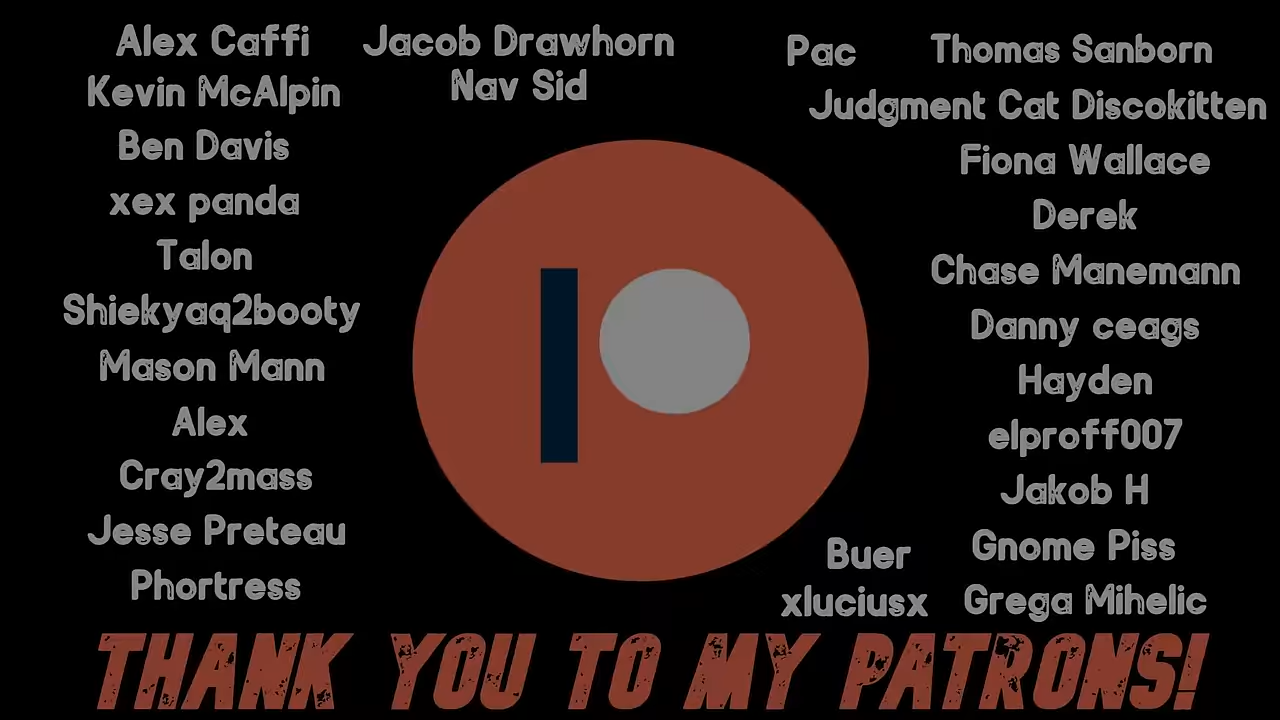 Alex Caffi
Kevin McAlpin
Ben Davis
xex panda
Talon
Shiekyaq2booty
Mason Mann
Alex
Cray2mass
Jesse Preteau
Phortress
Jacob Drawhorn
Nav Sid
Pac
Thomas Sanborn
Judgment Cat Discokitten
Fiona Wallace
Derek
Chase Manemann
Danny ceags
Hayden
elproff007
Jakob H
Gnome Piss
Grega Mihelic
Buer
xluciusx
THANK YOU TO MY PATRONS!